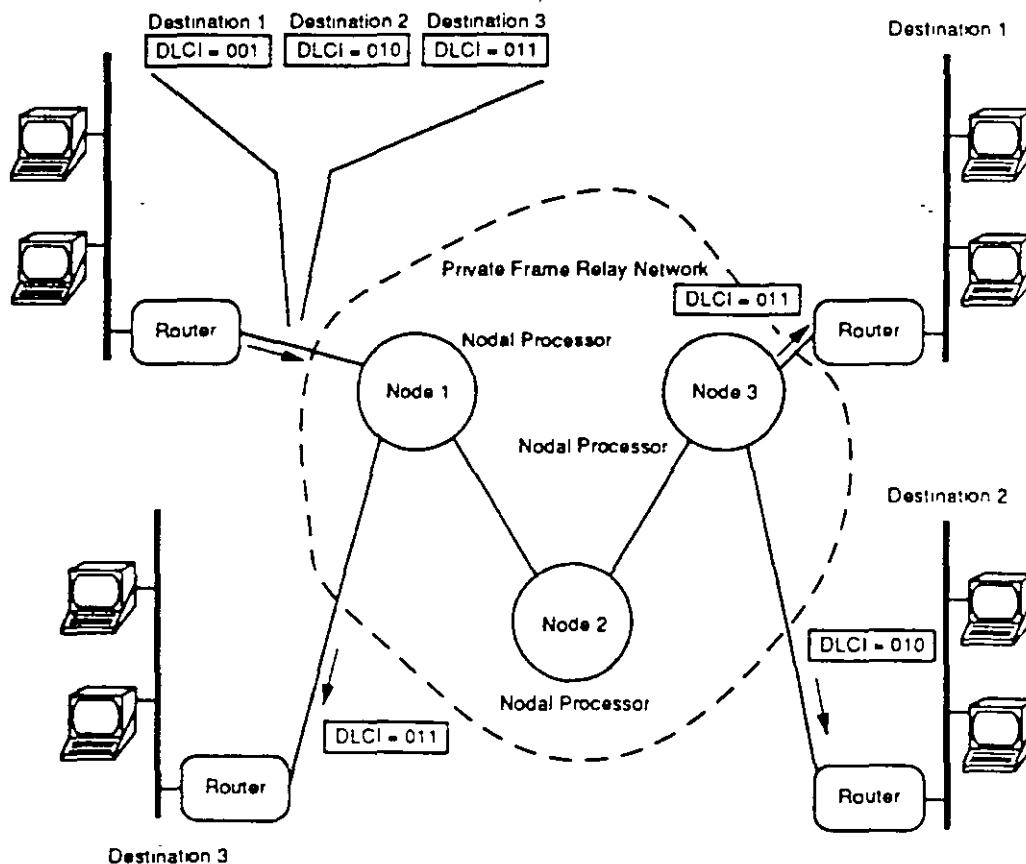 Destination 1 Destination 2 Destination 3
DLCI = 001 DLCI = 010 DLCI = 011
Destination 1
Private Frame Relay Network
DLCI = 011
Router
Nodal Processor
Router
Node 1
Node 3
Nodal Processor
Destination 2
Node 2
DLCI = 010
Nodal Processor
DLCI = 011
Router
Router
Destination 3